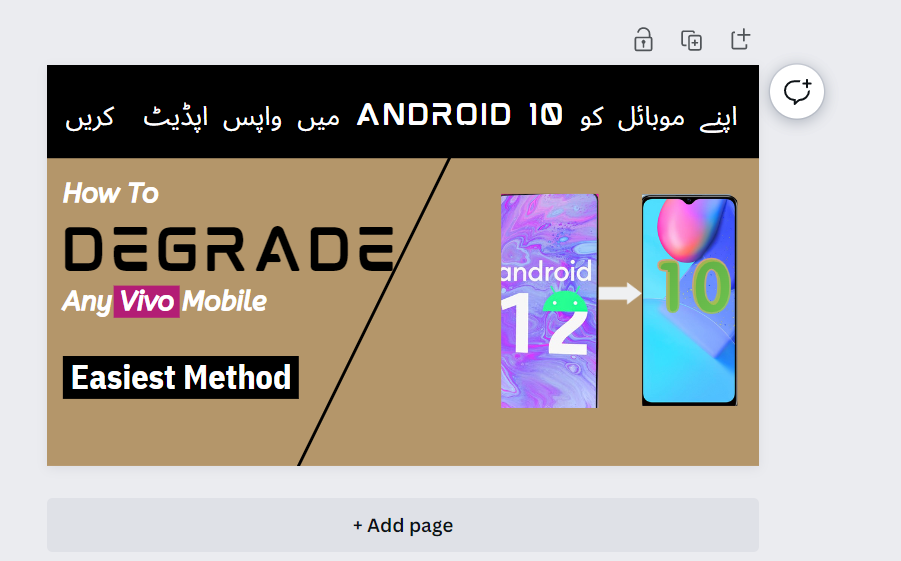 اپنے موبائل کو ANDROID 10 میں واپس اپڈیٹ کریں
How To
DEGRADE
Any Vivo Mobile
Easiest Method
android
12
10
+ Add page